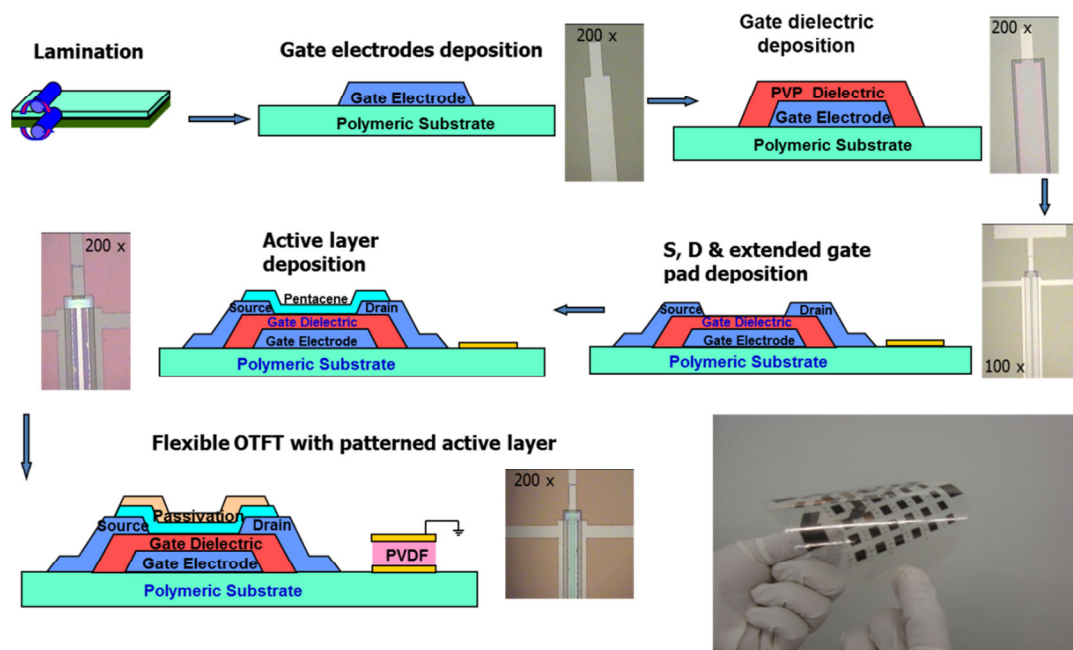 Lamination
Gate electrodes deposition
Gate Electrode
Polymeric Substrate
200 x
Gate dielectric
deposition
PVP Dielectric
Gate Electrode
Polymeric Substrate
200 x
S, D & extended gate
pad deposition
Source
Drain
Gate Dielectric
Gate Electrode
Polymeric Substrate
100 x
Active layer
deposition
Pentacene
Source
Drain
Gate Dielectric
Gate Electrode
Polymeric Substrate
200 x
Flexible OTFT with patterned active layer
Passivation
Source
Drain
Gate Dielectric
Gate Electrode
Polymeric Substrate
PVDF
200 x